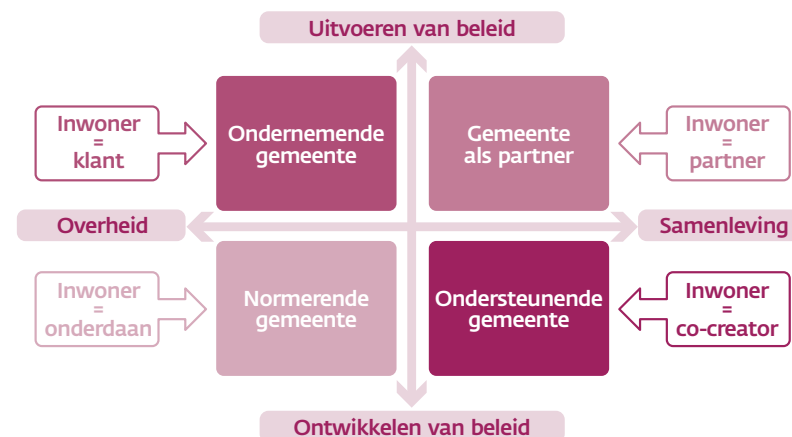 Uitvoeren van beleid
Inwoner
=
klant
Ondernemende
gemeente
Gemeente
als partner
Inwoner
=
partner
Overheid
Samenleving
Inwoner
=
onderdaan
Normerende
gemeente
Ondersteunende
gemeente
Inwoner
=
co-creator
Ontwikkelen van beleid